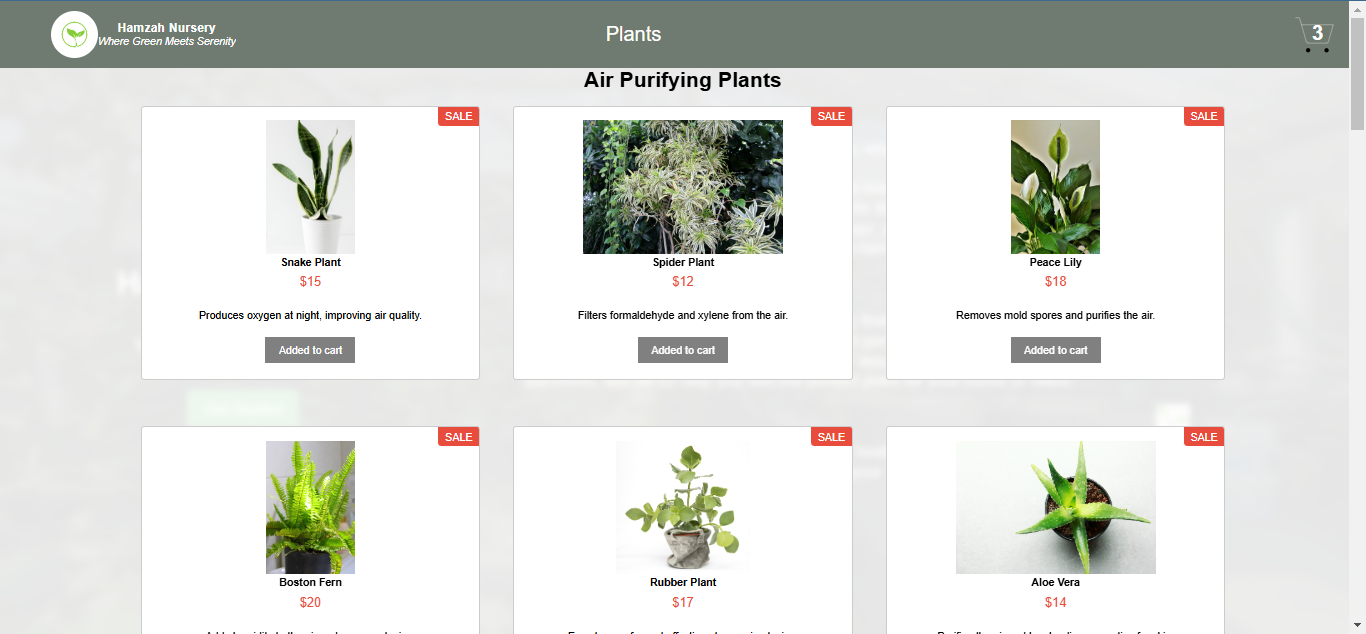 Hamzah Nursery
Where Green Meets Serenity
Plants
3
Air Purifying Plants
SALE
SALE
SALE
Snake Plant
Spider Plant
Peace Lily
$15
$12
$18
Produces oxygen at night, improving air quality.
Filters formaldehyde and xylene from the air.
Removes mold spores and purifies the air.
Added to cart
Added to cart
Added to cart
SALE
SALE
SALE
Boston Fern
Rubber Plant
Aloe Vera
$20
$17
$14